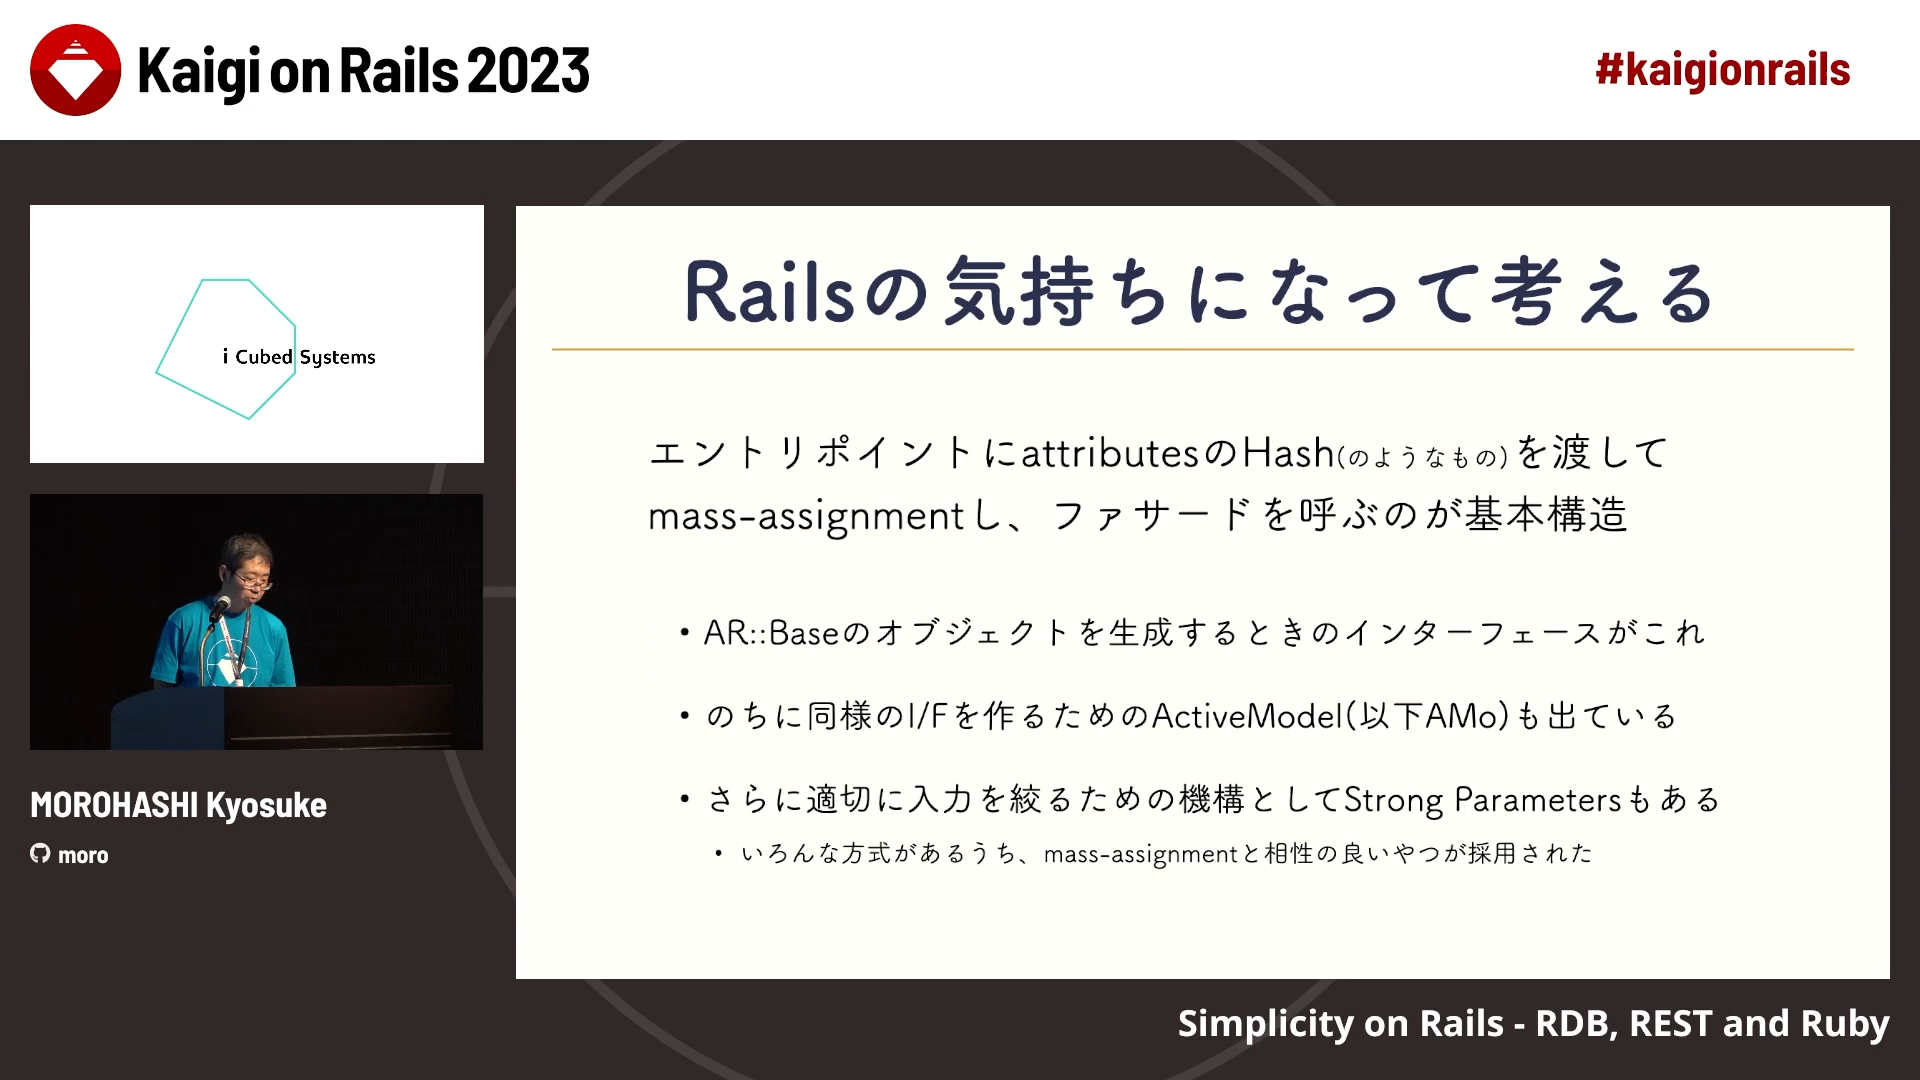 Kaigi on Rails 2023
#kaigionrails
i Cubed Systems
MOROHASHI Kyosuke
moro
Railsの気持ちになって考える
エントリポイントにattributesのHash(のようなもの)を渡して
mass-assignmentし、ファサードを呼ぶのが基本構造
・AR::Baseのオブジェクトを生成するときのインターフェースがこれ
・のちに同様のI/Fを作るためのActiveModel(以下AMo)も出ている
・さらに適切に入力を絞るための機構としてStrong Parametersもある
・いろんな方式があるうち、mass-assignmentと相性の良いやつが採用された
Simplicity on Rails - RDB, REST and Ruby